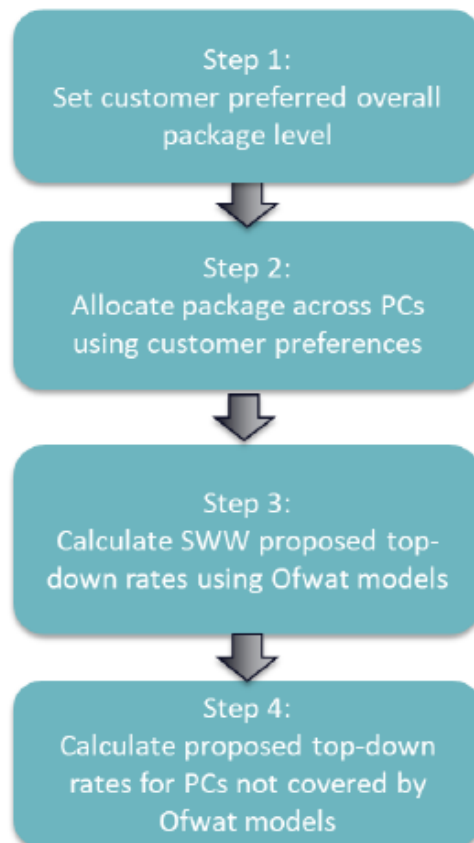 Step 1:
Set customer preferred overall
package level
Step 2:
Allocate package across PCs
using customer preferences
Step 3:
Calculate SWW proposed top-
down rates using Ofwat models
Step 4:
Calculate proposed top-down
rates for PCs not covered by
Ofwat models